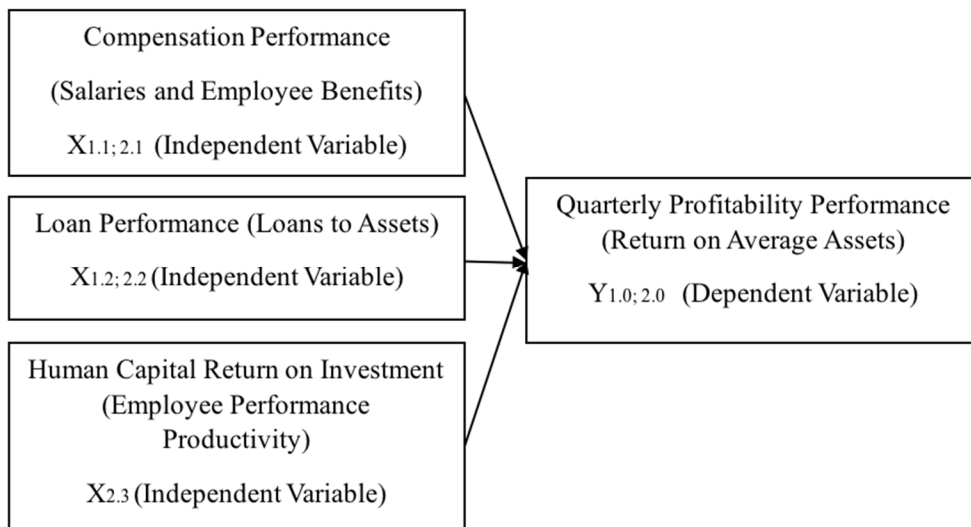 Compensation Performance
(Salaries and Employee Benefits)
X1.1; 2.1 (Independent Variable)
Loan Performance (Loans to Assets)
X1.2; 2.2 (Independent Variable)
Human Capital Return on Investment
(Employee Performance
Productivity)
X2.3 (Independent Variable)
Quarterly Profitability Performance
(Return on Average Assets)
Y1.0; 2.0 (Dependent Variable)